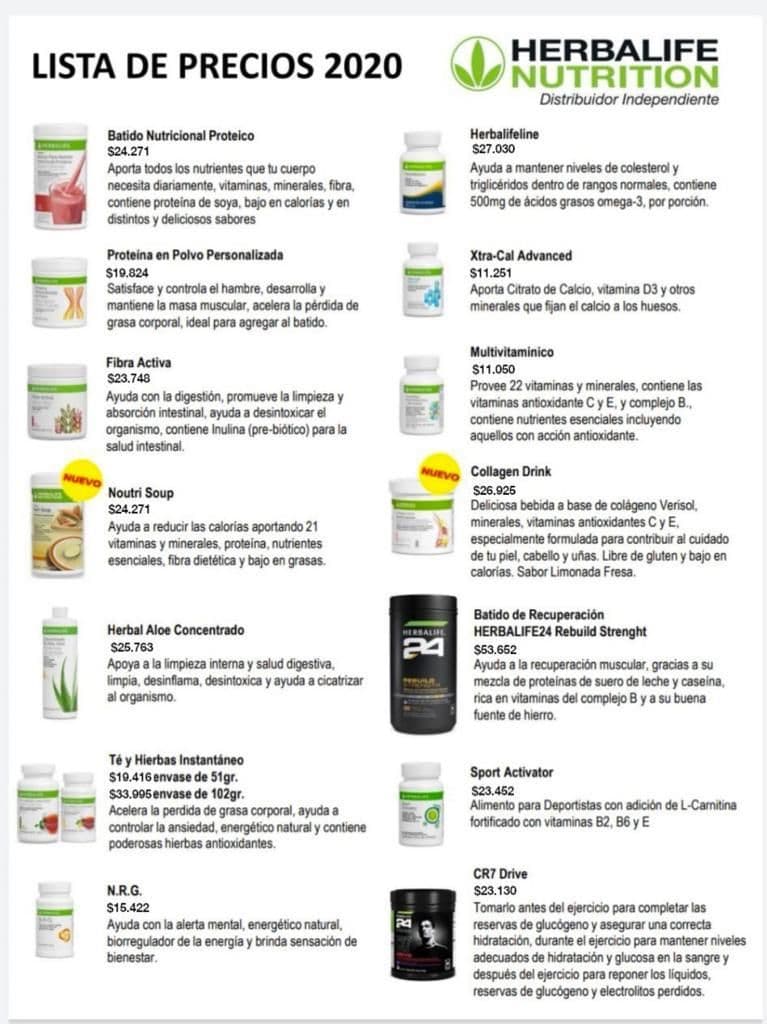 LISTA DE PRECIOS 2020
HERBALIFE
NUTRITION
Distribuidor Independiente
Batido Nutricional Proteico
$24.271
Aporta todos los nutrientes que tu cuerpo
necesita diariamente, vitaminas, minerales, fibra,
contiene proteína de soya, bajo en calorías y en
distintos y deliciosos sabores
Proteína en Polvo Personalizada
$19.824
Satisface y controla el hambre, desarrolla y
mantiene la masa muscular, acelera la pérdida de
grasa corporal, ideal para agregar al batido.
Fibra Activa
$23.748
Ayuda con la digestión, promueve la limpieza y
absorción intestinal, ayuda a desintoxicar el
organismo, contiene Inulina (pre-biótico) para la
salud intestinal.
NUEVO
Noutri Soup
$24.271
Ayuda a reducir las calorías aportando 21
vitaminas y minerales, proteína, nutrientes
esenciales, fibra dietética y bajo en grasas.
Herbal Aloe Concentrado
$25.763
Apoya a la limpieza interna y salud digestiva,
limpia, desinflama, desintoxica y ayuda a cicatrizar
al organismo.
Té y Hierbas Instantáneo
$19.416 envase de 51gr.
$33.995 envase de 102gr.
Acelera la perdida de grasa corporal, ayuda a
controlar la ansiedad, energético natural y contiene
poderosas hierbas antioxidantes.
N.R.G.
$15.422
Ayuda con la alerta mental, energético natural,
biorregulador de la energía y brinda sensación de
bienestar.
Herbalifeline
$27.030
Ayuda a mantener niveles de colesterol y
triglicéridos dentro de rangos normales, contiene
500mg de ácidos grasos omega-3, por porción.
Xtra-Cal Advanced
$11.251
Aporta Citrato de Calcio, vitamina D3 y otros
minerales que fijan el calcio a los huesos.
Multivitamínico
$11.050
Provee 22 vitaminas y minerales, contiene las
vitaminas antioxidante C y E, y complejo B.,
contiene nutrientes esenciales incluyendo
aquellos con acción antioxidante.
NUEVO
Collagen Drink
$26.925
Deliciosa bebida a base de colágeno Verisol,
minerales, vitaminas antioxidantes C y E,
especialmente formulada para contribuir al cuidado
de tu piel, cabello y uñas. Libre de gluten y bajo en
calorías. Sabor Limonada Fresa.
HERBALIFE
24
REBUILD
STRENGTH
Batido de Recuperación
HERBALIFE24 Rebuild Strenght
$53.652
Ayuda a la recuperación muscular, gracias a su
mezcla de proteínas de suero de leche y caseína,
rica en vitaminas del complejo B y a su buena
fuente de hierro.
Sport Activator
$23.452
Alimento para Deportistas con adición de L-Carnitina
fortificado con vitaminas B2, B6 y E
24
CR7 Drive
$23.130
Tomarlo antes del ejercicio para completar las
reservas de glucógeno y asegurar una correcta
hidratación, durante el ejercicio para mantener niveles
adecuados de hidratación y glucosa en la sangre y
después del ejercicio para reponer los líquidos,
reservas de glucógeno y electrolitos perdidos.